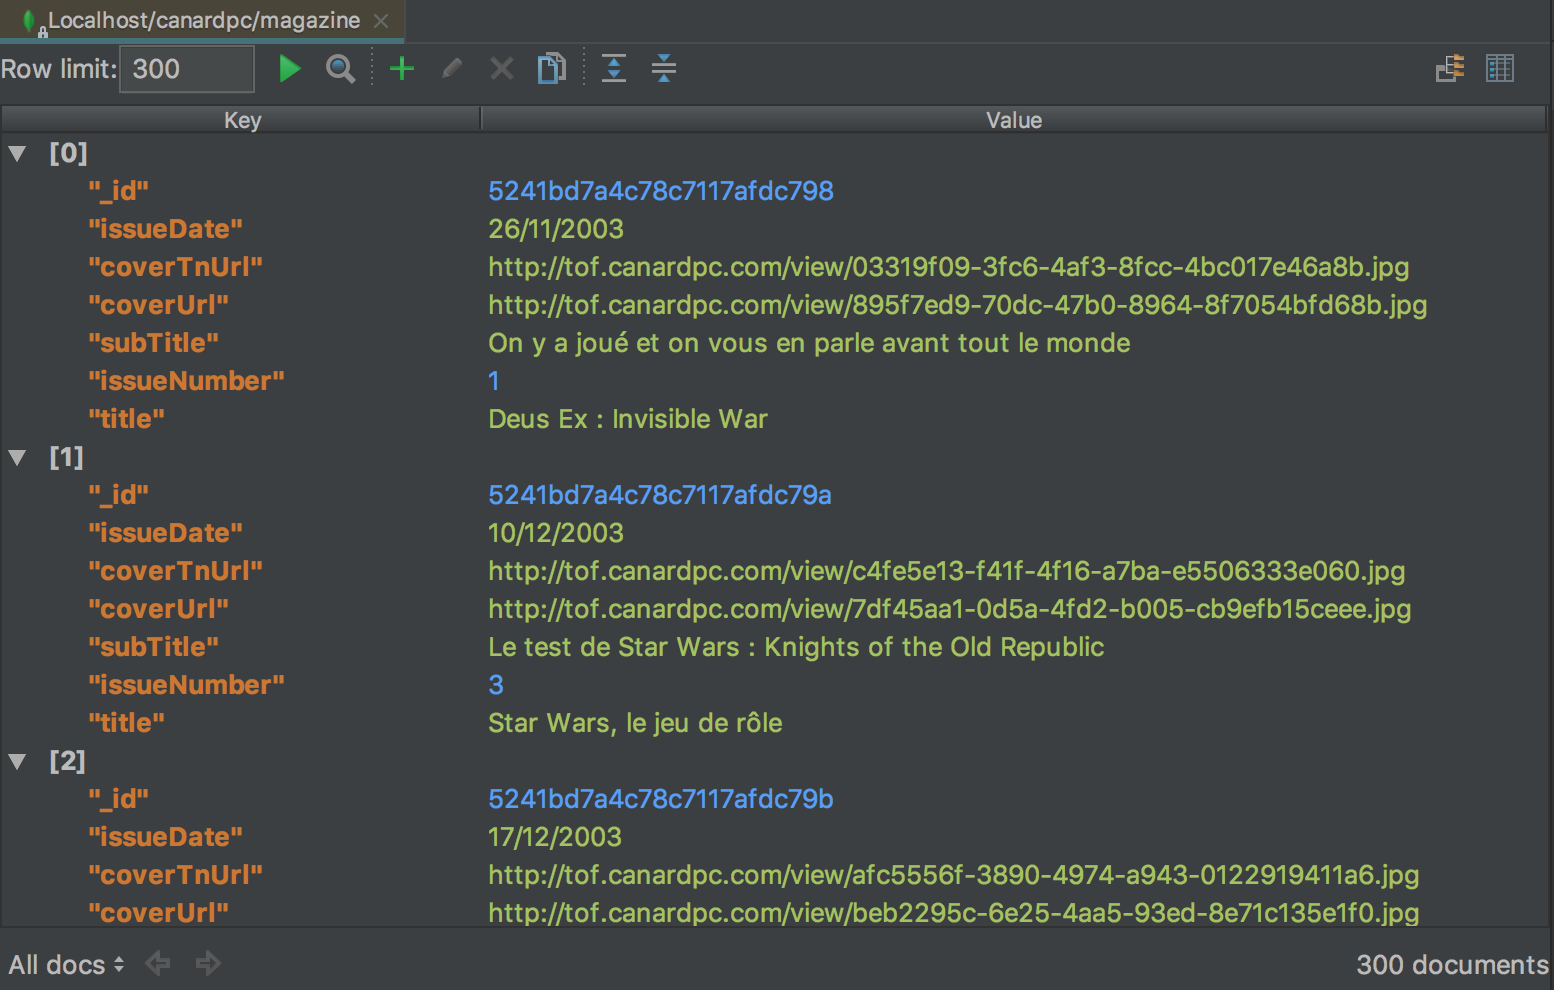 Localhost/canardpc/magazine
Row limit: 300
Key Value
[0]
"_id" 5241bd7a4c78c7117afdc798
"issueDate" 26/11/2003
"coverTnUrl" http://tof.canardpc.com/view/03319f09-3fc6-4af3-8fcc-4bc017e46a8b.jpg
"coverUrl" http://tof.canardpc.com/view/895f7ed9-70dc-47b0-8964-8f7054bfd68b.jpg
"subTitle" On y a joué et on vous en parle avant tout le monde
"issueNumber" 1
"title" Deus Ex : Invisible War
[1]
"_id" 5241bd7a4c78c7117afdc79a
"issueDate" 10/12/2003
"coverTnUrl" http://tof.canardpc.com/view/c4fe5e13-f41f-4f16-a7ba-e5506333e060.jpg
"coverUrl" http://tof.canardpc.com/view/7df45aa1-0d5a-4fd2-b005-cb9efb15ceee.jpg
"subTitle" Le test de Star Wars : Knights of the Old Republic
"issueNumber" 3
"title" Star Wars, le jeu de rôle
[2]
"_id" 5241bd7a4c78c7117afdc79b
"issueDate" 17/12/2003
"coverTnUrl" http://tof.canardpc.com/view/afc5556f-3890-4974-a943-0122919411a6.jpg
"coverUrl" http://tof.canardpc.com/view/beb2295c-6e25-4aa5-93ed-8e71c135e1f0.jpg
All docs 300 documents